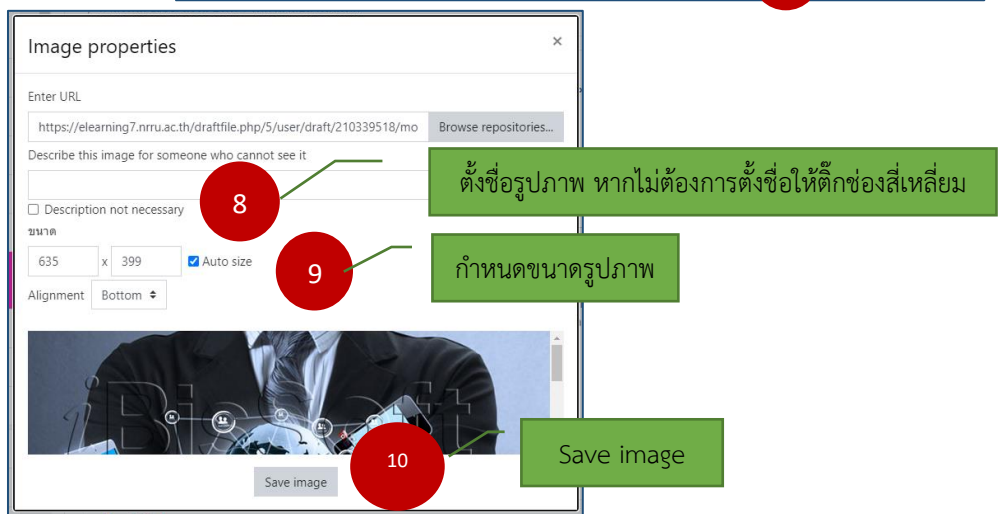 Image properties
×
Enter URL
https://elearning7.nrru.ac.th/draftfile.php/5/user/draft/210339518/mo
Browse repositories...
Describe this image for someone who cannot see it
8
ตั้งชื่อรูปภาพ หากไม่ต้องการตั้งชื่อให้ติ๊กช่องสี่เหลี่ยม
Description not necessary
ขนาด
635 x 399 Auto size
9
กำหนดขนาดรูปภาพ
Alignment Bottom
iBizSoft
10
Save image
Save image